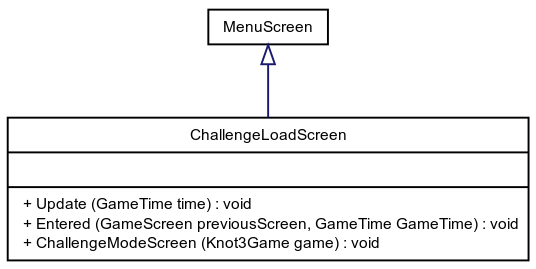 MenuScreen
ChallengeLoadScreen
+ Update (GameTime time) : void
+ Entered (GameScreen previousScreen, GameTime GameTime) : void
+ ChallengeModeScreen (Knot3Game game) : void